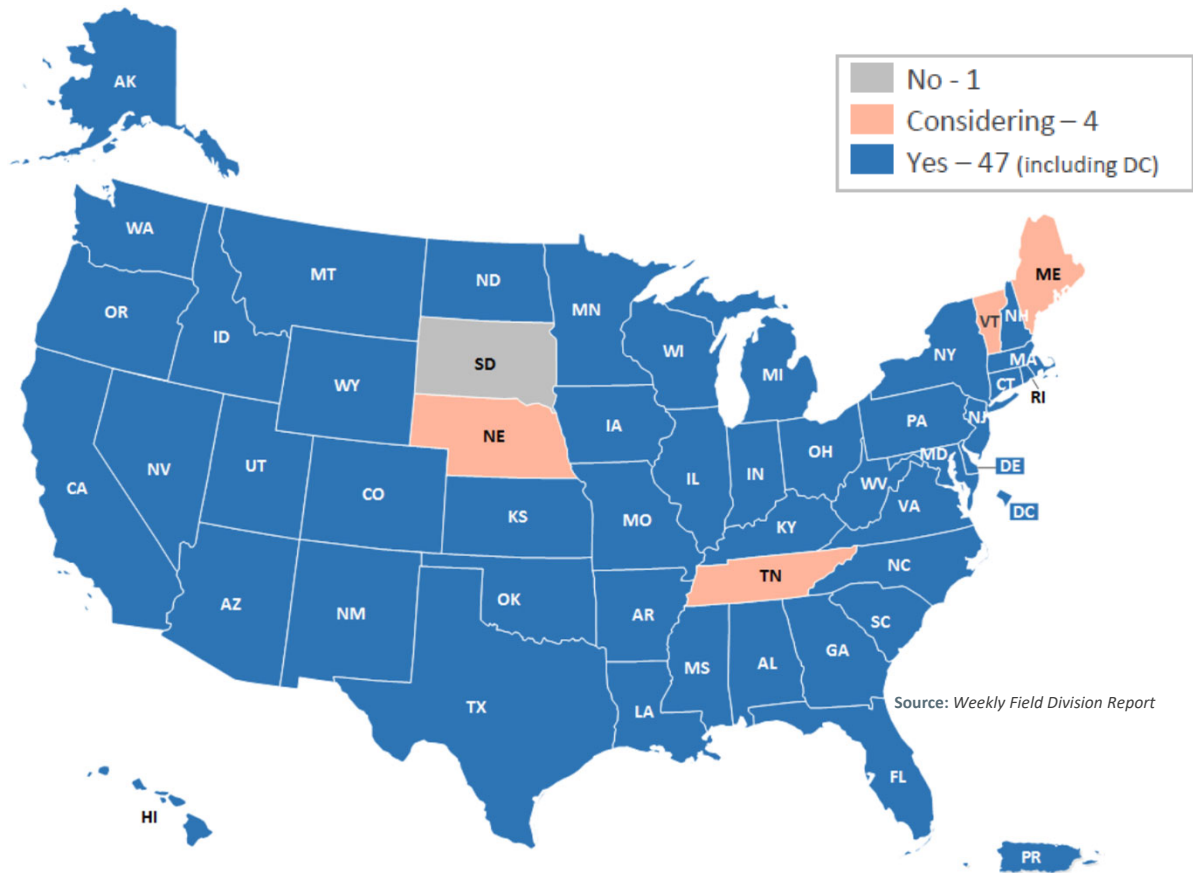 AK
No - 1
Considering – 4
Yes – 47 (including DC)
WA
MT
ND
MN
ME
OR
ID
SD
WI
VT
NH
NY
MA
WY
MI
CT
RI
NE
IA
PA
NJ
NV
UT
CO
IL
IN
OH
MD
DE
CA
KS
MO
WV
VA
DC
KY
AZ
NM
OK
AR
TN
NC
SC
TX
LA
MS
AL
GA
Source: Weekly Field Division Report
FL
HI
PR